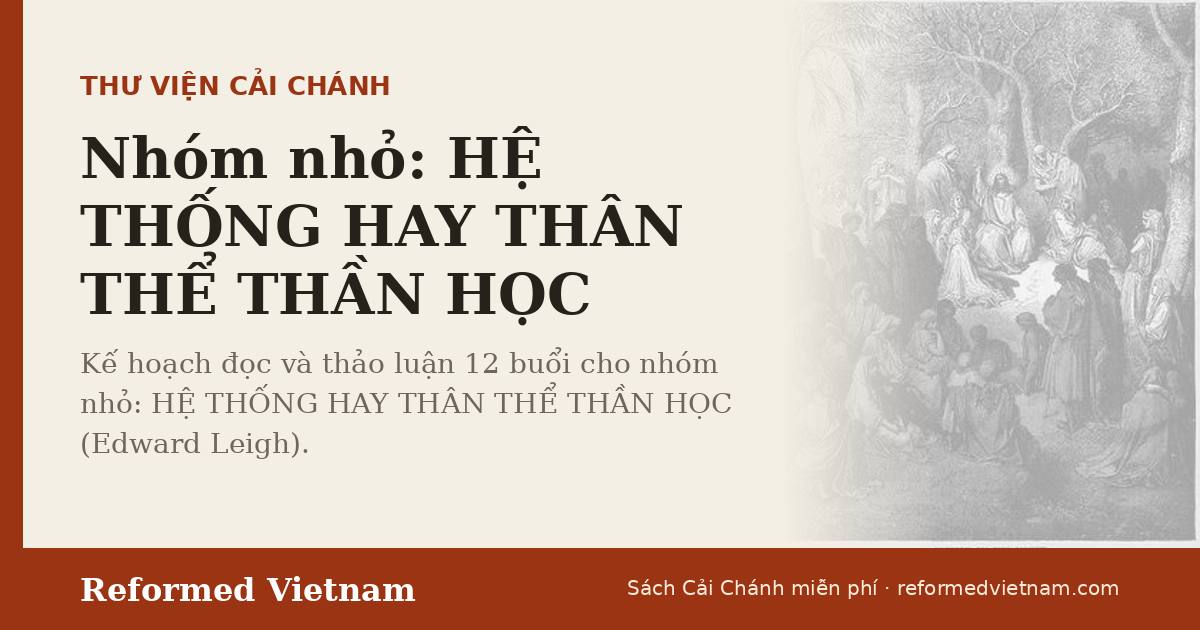 THƯ VIỆN CẢI CHÁNH
Nhóm nhỏ: HỆ
THỐNG HAY THÂN
THỂ THẦN HỌC
Kế hoạch đọc và thảo luận 12 buổi cho nhóm
nhỏ: HỆ THỐNG HAY THÂN THỂ THẦN HỌC
(Edward Leigh).
Reformed Vietnam
Sách Cải Chánh miễn phí · reformedvietnam.com